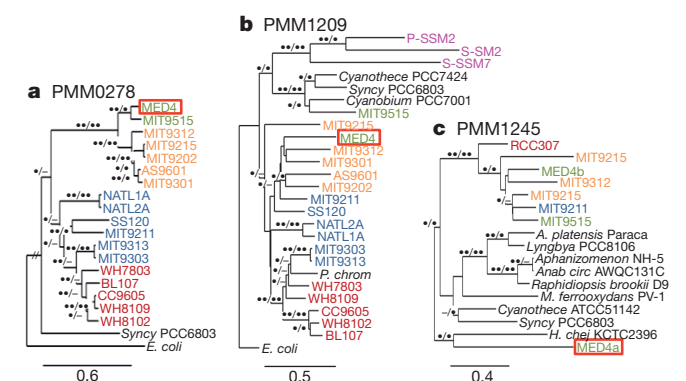 a PMM0278
MED4
MIT9515
MIT9312
MIT9215
MIT9202
AS9601
MIT9301
NATL1A
NATL2A
SS120
MIT9211
MIT9313
MIT9303
WH7803
BL107
CC9605
WH8109
WH8102
Syncy PCC6803
E. coli
0.6
b PMM1209
P-SSM2
S-SM2
S-SSM7
Cyanothece PCC7424
Syncy PCC6803
Cyanobium PCC7001
MIT9515
MIT9215
MED4
MIT9312
MIT9301
AS9601
MIT9202
MIT9211
SS120
NATL2A
NATL1A
MIT9303
MIT9313
P. chrom
WH7803
WH8109
CC9605
WH8102
BL107
E. coli
0.5
c PMM1245
RCC307
MIT9215
MED4b
MIT9312
MIT9215
MIT9211
MIT9515
A. platensis Paraca
Lyngbya PCC8106
Aphanizomenon NH-5
Anab circ AWQC131C
Raphidiopsis brookii D9
M. ferrooxydans PV-1
Cyanothece ATCC51142
Syncy PCC6803
H. chej KCTC2396
MED4a
0.4